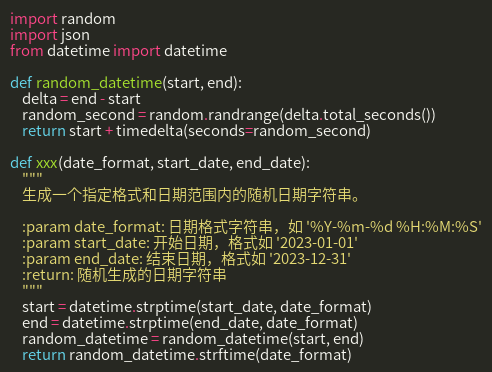 import random
import json
from datetime import datetime
def random_datetime(start, end):
delta = end - start
random_second = random.randrange(delta.total_seconds())
return start + timedelta(seconds=random_second)
def xxx(date_format, start_date, end_date):
"""
生成一个指定格式和日期范围内的随机日期字符串。
:param date_format: 日期格式字符串，如 '%Y-%m-%d %H:%M:%S'
:param start_date: 开始日期，格式如 '2023-01-01'
:param end_date: 结束日期，格式如 '2023-12-31'
:return: 随机生成的日期字符串
"""
start = datetime.strptime(start_date, date_format)
end = datetime.strptime(end_date, date_format)
random_datetime = random_datetime(start, end)
return random_datetime.strftime(date_format)